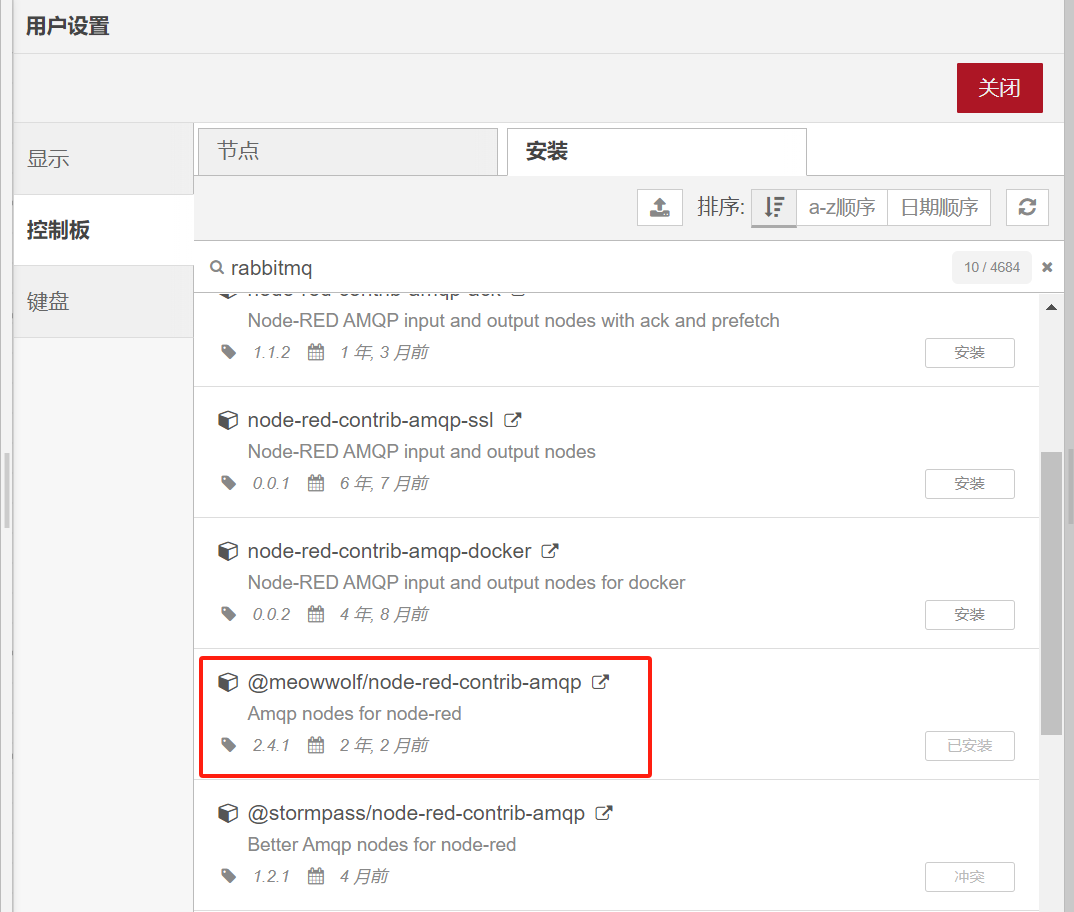 用户设置
关闭
显示
控制板
键盘
节点
安装
排序:
a-z顺序
日期顺序
rabbitmq
10 / 4684
node-red-contrib-amqp-ack
Node-RED AMQP input and output nodes with ack and prefetch
1.1.2 1 年, 3 月前
安装
node-red-contrib-amqp-ssl
Node-RED AMQP input and output nodes
0.0.1 6 年, 7 月前
安装
node-red-contrib-amqp-docker
Node-RED AMQP input and output nodes for docker
0.0.2 4 年, 8 月前
安装
@meowwolf/node-red-contrib-amqp
Amqp nodes for node-red
2.4.1 2 年, 2 月前
已安装
@stormpass/node-red-contrib-amqp
Better Amqp nodes for node-red
1.2.1 4 月前
冲突